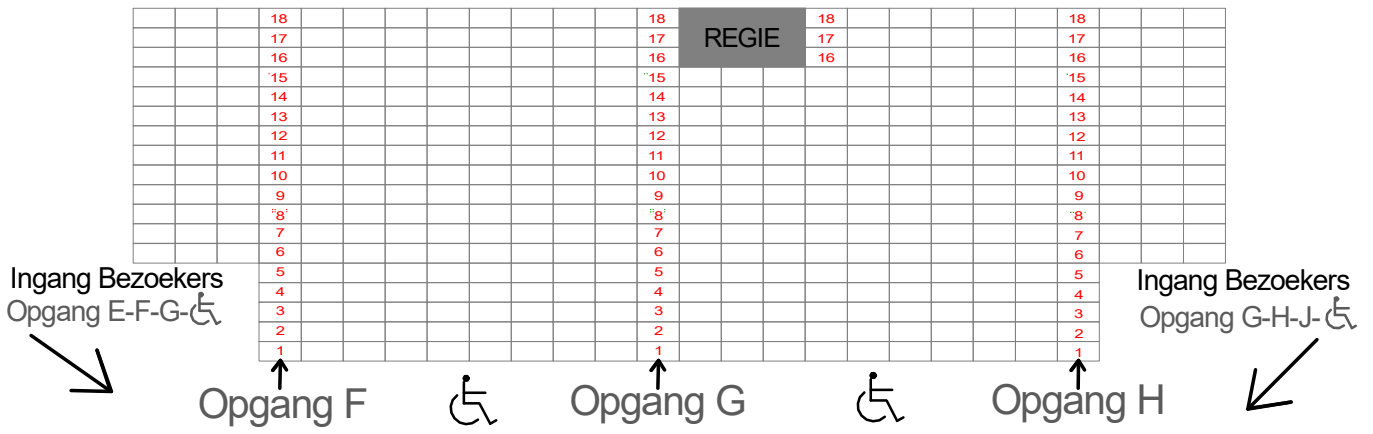 18 18 18 18
17 17 REGIE 17 17
16 16 16 16
15 15 15
14 14 14
13 13 13
12 12 12
11 11 11
10 10 10
9 9 9
8 8 8
7 7 7
6 6 6
Ingang Bezoekers 5 5 5 Ingang Bezoekers
Opgang E-F-G- 4 4 4 Opgang G-H-J-
3 3 3
2 2 2
1 1 1
Opgang F Opgang G Opgang H